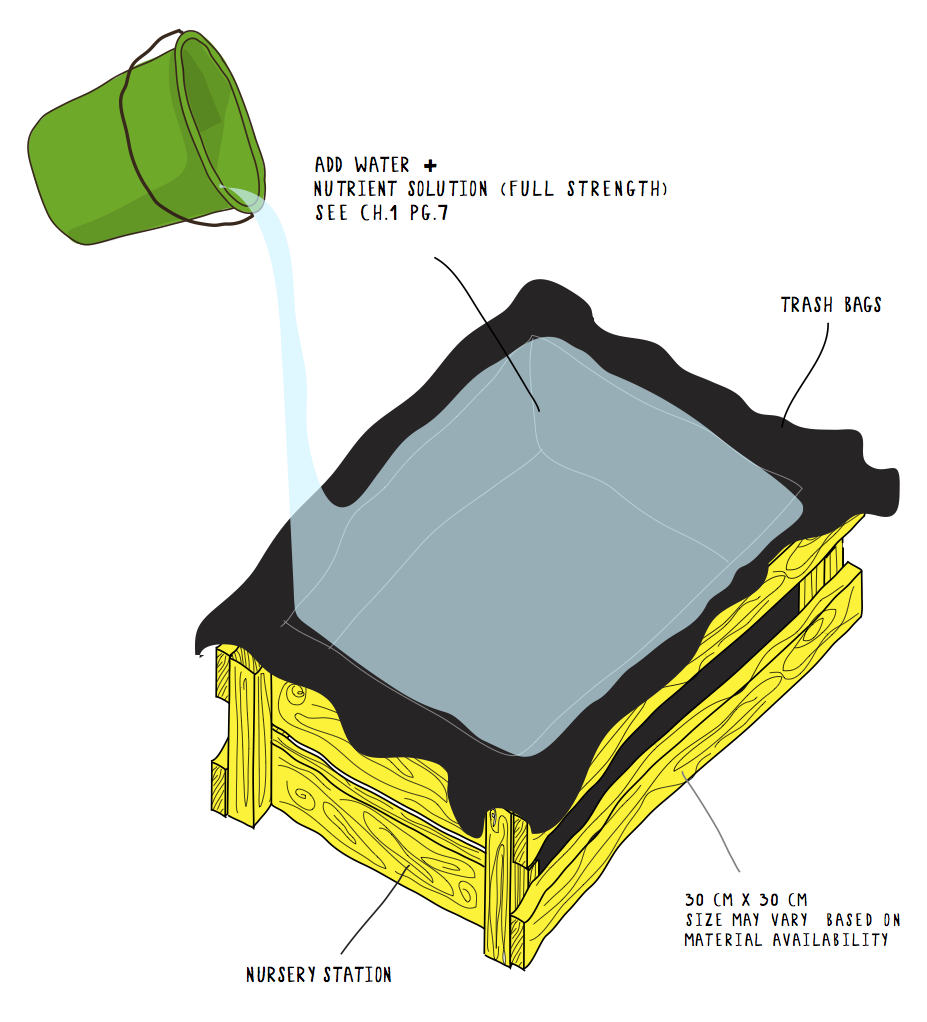 ADD WATER +
NUTRIENT SOLUTION (FULL STRENGTH)
SEE CH.1 PG.7
TRASH BAGS
30 CM X 30 CM
SIZE MAY VARY BASED ON
MATERIAL AVAILABILITY
NURSERY STATION